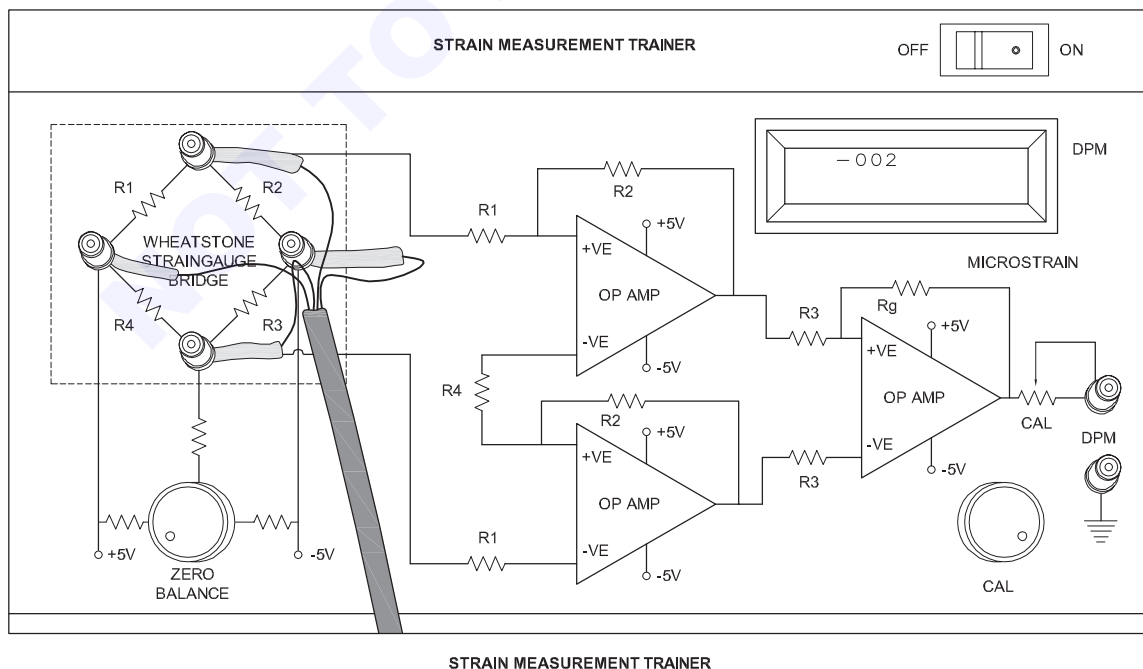 STRAIN MEASUREMENT TRAINER
OFF
ON
-002
DPM
MICROSTRAIN
R1
R2
WHEATSTONE
STRAINGAUGE
BRIDGE
R4
R3
+5V
-5V
ZERO
BALANCE
R1
R2
+VE
+5V
OP AMP
-VE
-5V
R4
R2
+VE
+5V
OP AMP
-VE
-5V
R1
R3
R3
Rg
+VE
+5V
OP AMP
-VE
-5V
CAL
DPM
CAL
STRAIN MEASUREMENT TRAINER